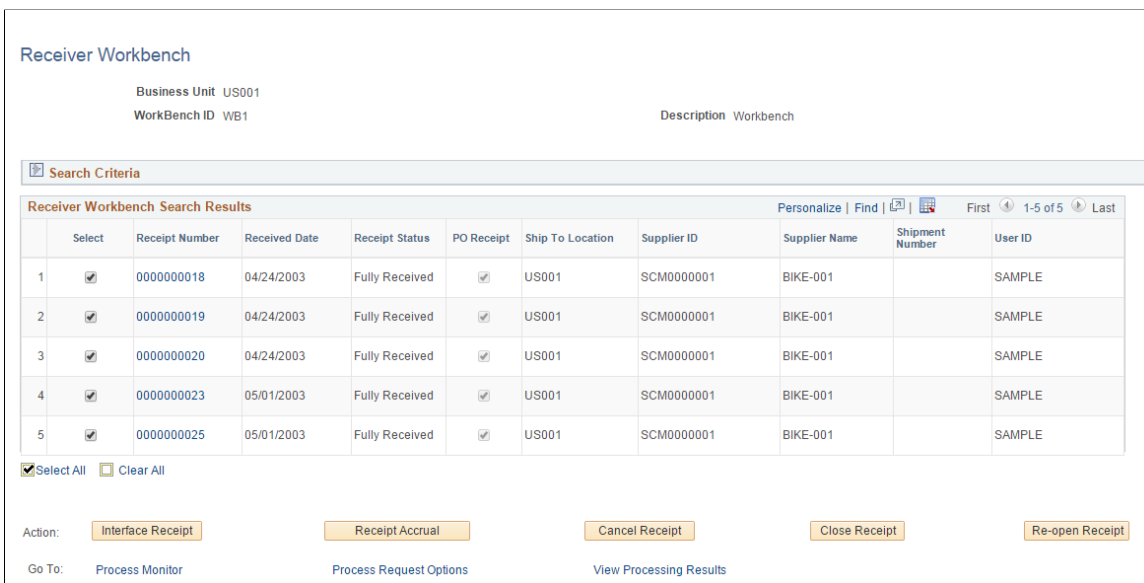 Receiver Workbench
Business Unit US001
WorkBench ID WB1 Description Workbench
Search Criteria
Receiver Workbench Search Results Personalize | Find | | First 1-5 of 5 Last
Select Receipt Number Received Date Receipt Status PO Receipt Ship To Location Supplier ID Supplier Name Shipment Number User ID
1 0000000018 04/24/2003 Fully Received US001 SCM0000001 BIKE-001 SAMPLE
2 0000000019 04/24/2003 Fully Received US001 SCM0000001 BIKE-001 SAMPLE
3 0000000020 04/24/2003 Fully Received US001 SCM0000001 BIKE-001 SAMPLE
4 0000000023 05/01/2003 Fully Received US001 SCM0000001 BIKE-001 SAMPLE
5 0000000025 05/01/2003 Fully Received US001 SCM0000001 BIKE-001 SAMPLE
Select All Clear All
Action: Interface Receipt Receipt Accrual Cancel Receipt Close Receipt Re-open Receipt
Go To: Process Monitor Process Request Options View Processing Results